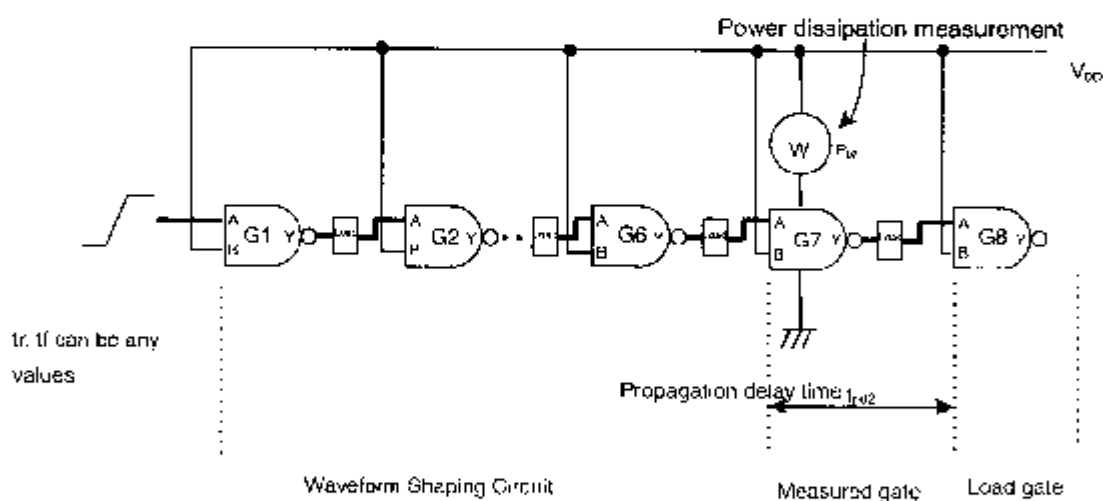 Power dissipation measurement
VDD
W
A
G1 Y
A
G2 Y
A
G6
B
A
G7 Y
B
A
G8 Y
B
tr, tf can be any
values
Propagation delay time
Waveform Shaping Circuit
Measured gate
Load gate